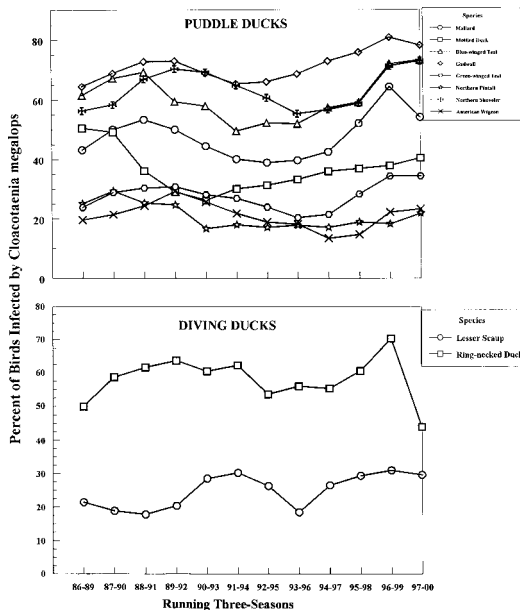 PUDDLE DUCKS
Species
Mallard
Mottled Duck
Blue-winged Teal
Gadwall
Green-winged Teal
Northern Pintail
Northern Shoveler
American Wigeon
80
60
40
20
0
Percent of Birds Infected by Cloacotaenia megalops
DIVING DUCKS
Species
Lesser Scaup
Ring-necked Duck
80
70
60
50
40
30
20
10
0
86-89 87-90 88-91 89-92 90-93 91-94 92-95 93-96 94-97 95-98 96-99 97-00
Running Three-Seasons